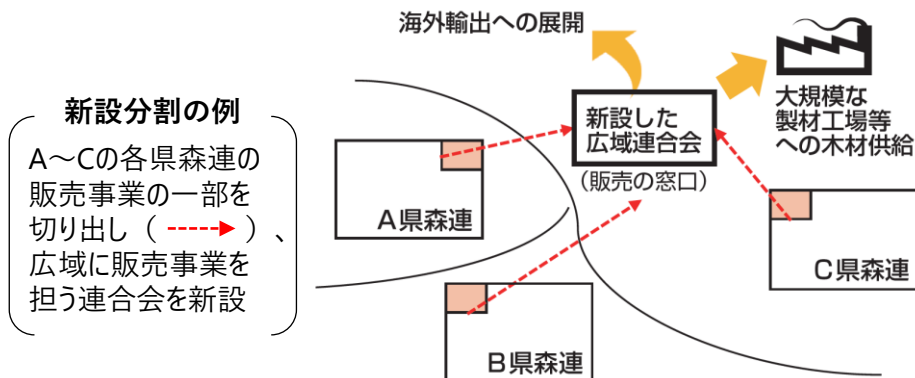 新設分割の例
A～Cの各県森連の
販売事業の一部を
切り出し（ ）、
広域に販売事業を
担う連合会を新設
海外輸出への展開
新設した
広域連合会
（販売の窓口）
大規模な
製材工場等
への木材供給
A県森連
B県森連
C県森連